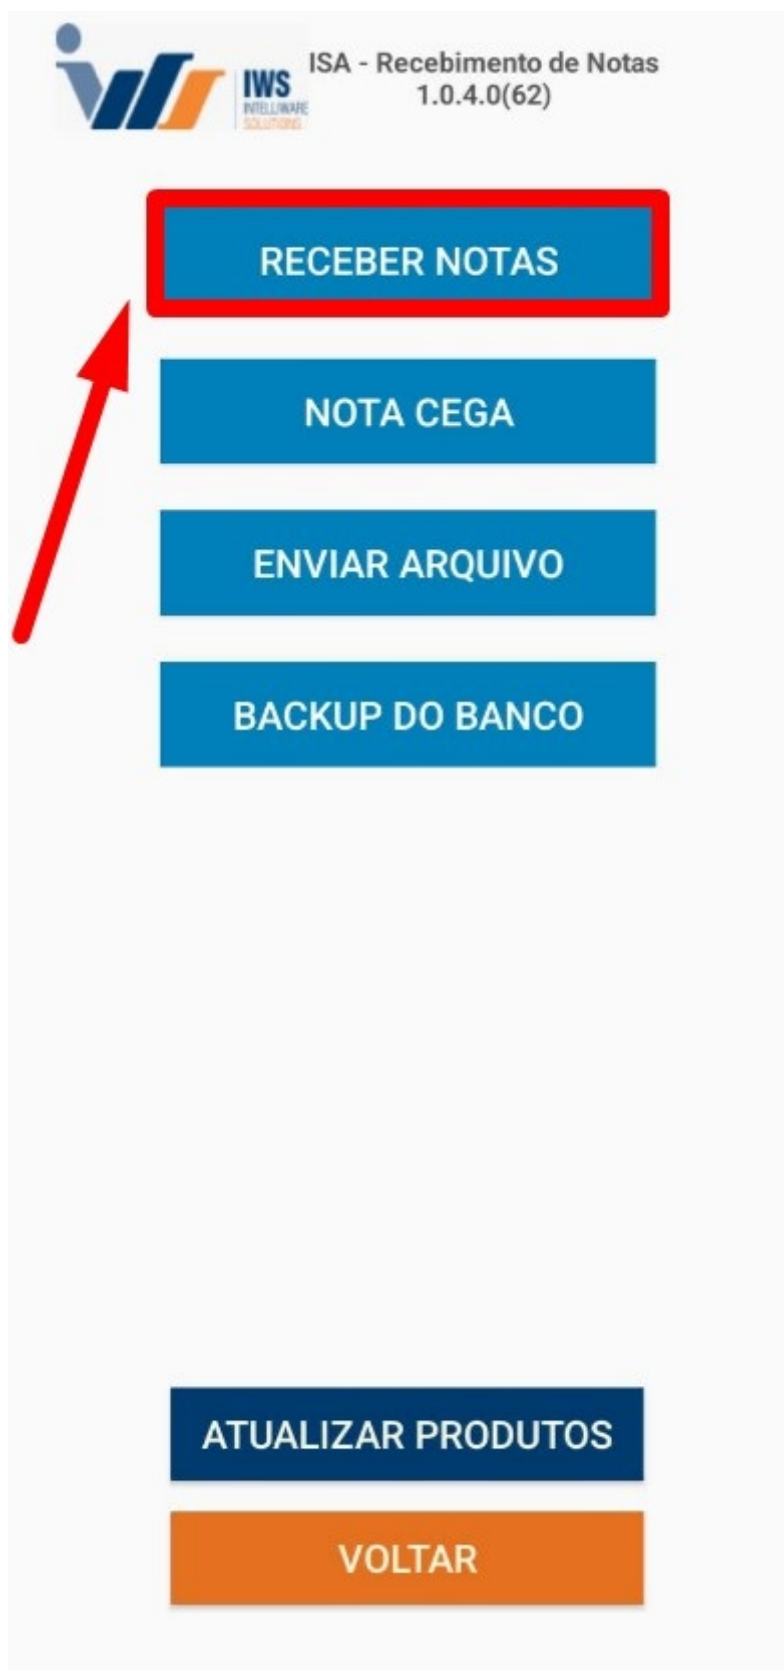 IWS
INTELLIWARE
SOLUTIONS
ISA - Recebimento de Notas
1.0.4.0(62)
RECEBER NOTAS
NOTA CEGA
ENVIAR ARQUIVO
BACKUP DO BANCO
ATUALIZAR PRODUTOS
VOLTAR